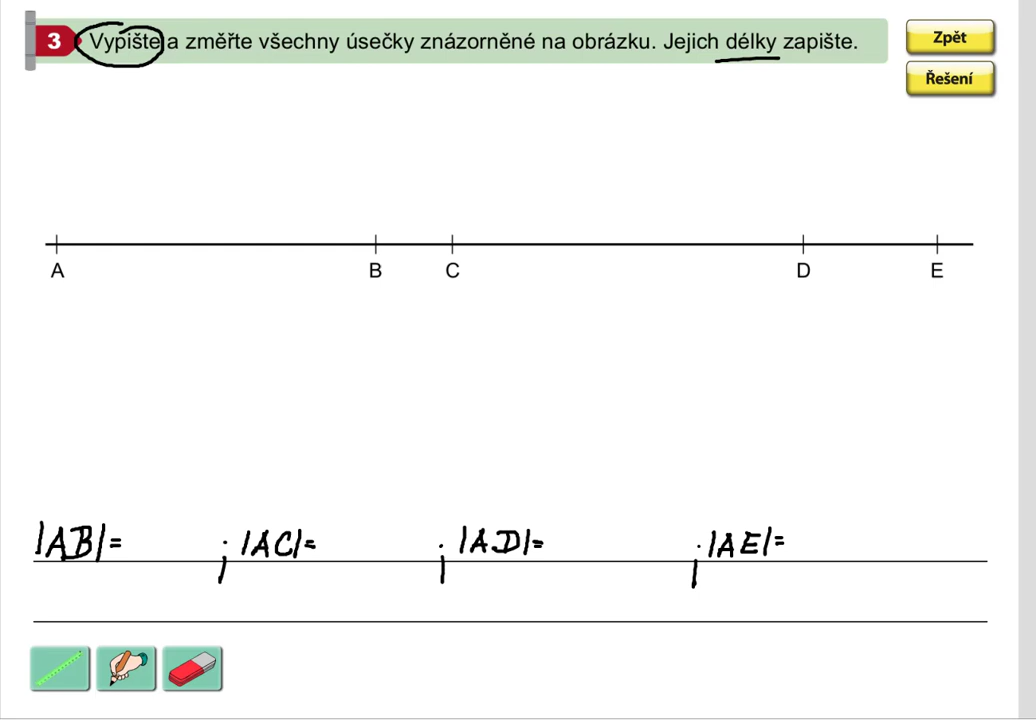 3 Vypište a změřte všechny úsečky znázorněné na obrázku. Jejich délky zapište.
Zpět
Řešení
A B C D E
|AB|= ; |AC|= ; |AD|= ; |AE|=